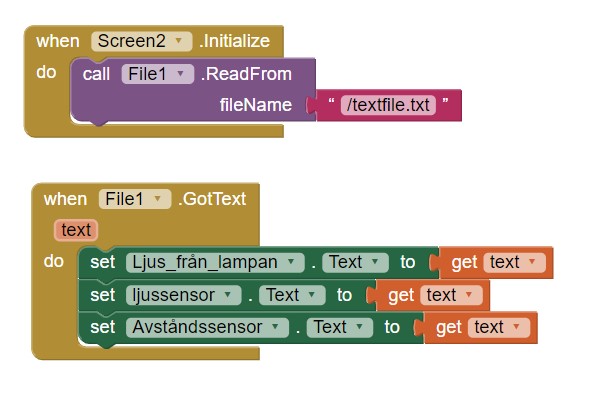 when Screen2 .Initialize
do call File1 .ReadFrom
fileName “ /textfile.txt ”
when File1 .GotText
text
do set Ljus_från_lampan . Text to get text
set ljussensor . Text to get text
set Avståndssensor . Text to get text